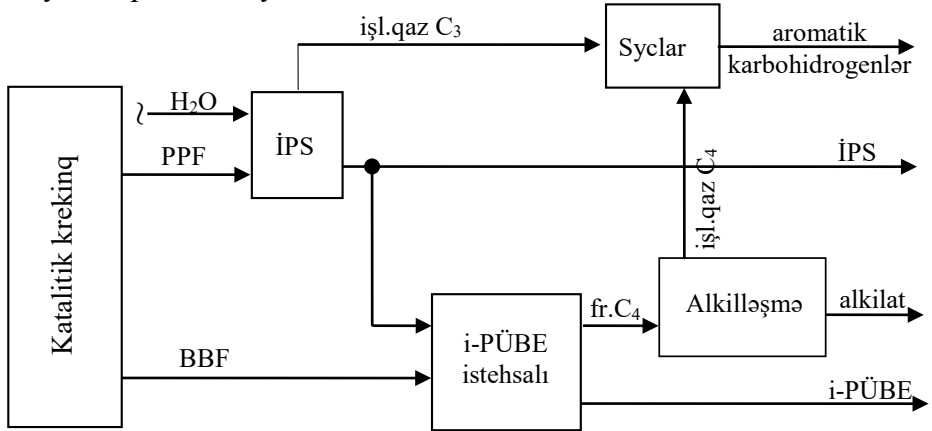 işl.qaz C₃
Syclar
aromatik
karbohidrogenlər
H₂O
İPS
PPF
İPS
Katalitik krekinq
işl.qaz C₄
BBF
i-PÜBE
istehsalı
fr.C₄
Alkilləşmə
alkilat
i-PÜBE